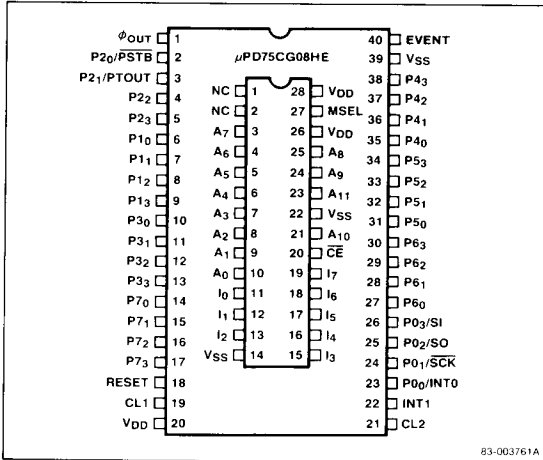 μPD75CG08HE
ϕOUT 1
P20/PSTB 2
P21/PTOUT 3
P22 4
P23 5
P10 6
P11 7
P12 8
P13 9
P30 10
P31 11
P32 12
P33 13
P70 14
P71 15
P72 16
P73 17
RESET 18
CL1 19
VDD 20
40 EVENT
39 VSS
38 P43
37 P42
36 P41
35 P40
34 P53
33 P52
32 P51
31 P50
30 P63
29 P62
28 P61
27 P60
26 P03/SI
25 P02/SO
24 P01/SCK
23 P00/INT0
22 INT1
21 CL2
NC 1
NC 2
A7 3
A6 4
A5 5
A4 6
A3 7
A2 8
A1 9
A0 10
I0 11
I1 12
I2 13
VSS 14
28 VDD
27 MSEL
26 VDD
25 A8
24 A9
23 A11
22 VSS
21 A10
20 CE
19 I7
18 I6
17 I5
16 I4
15 I3
83-003761A